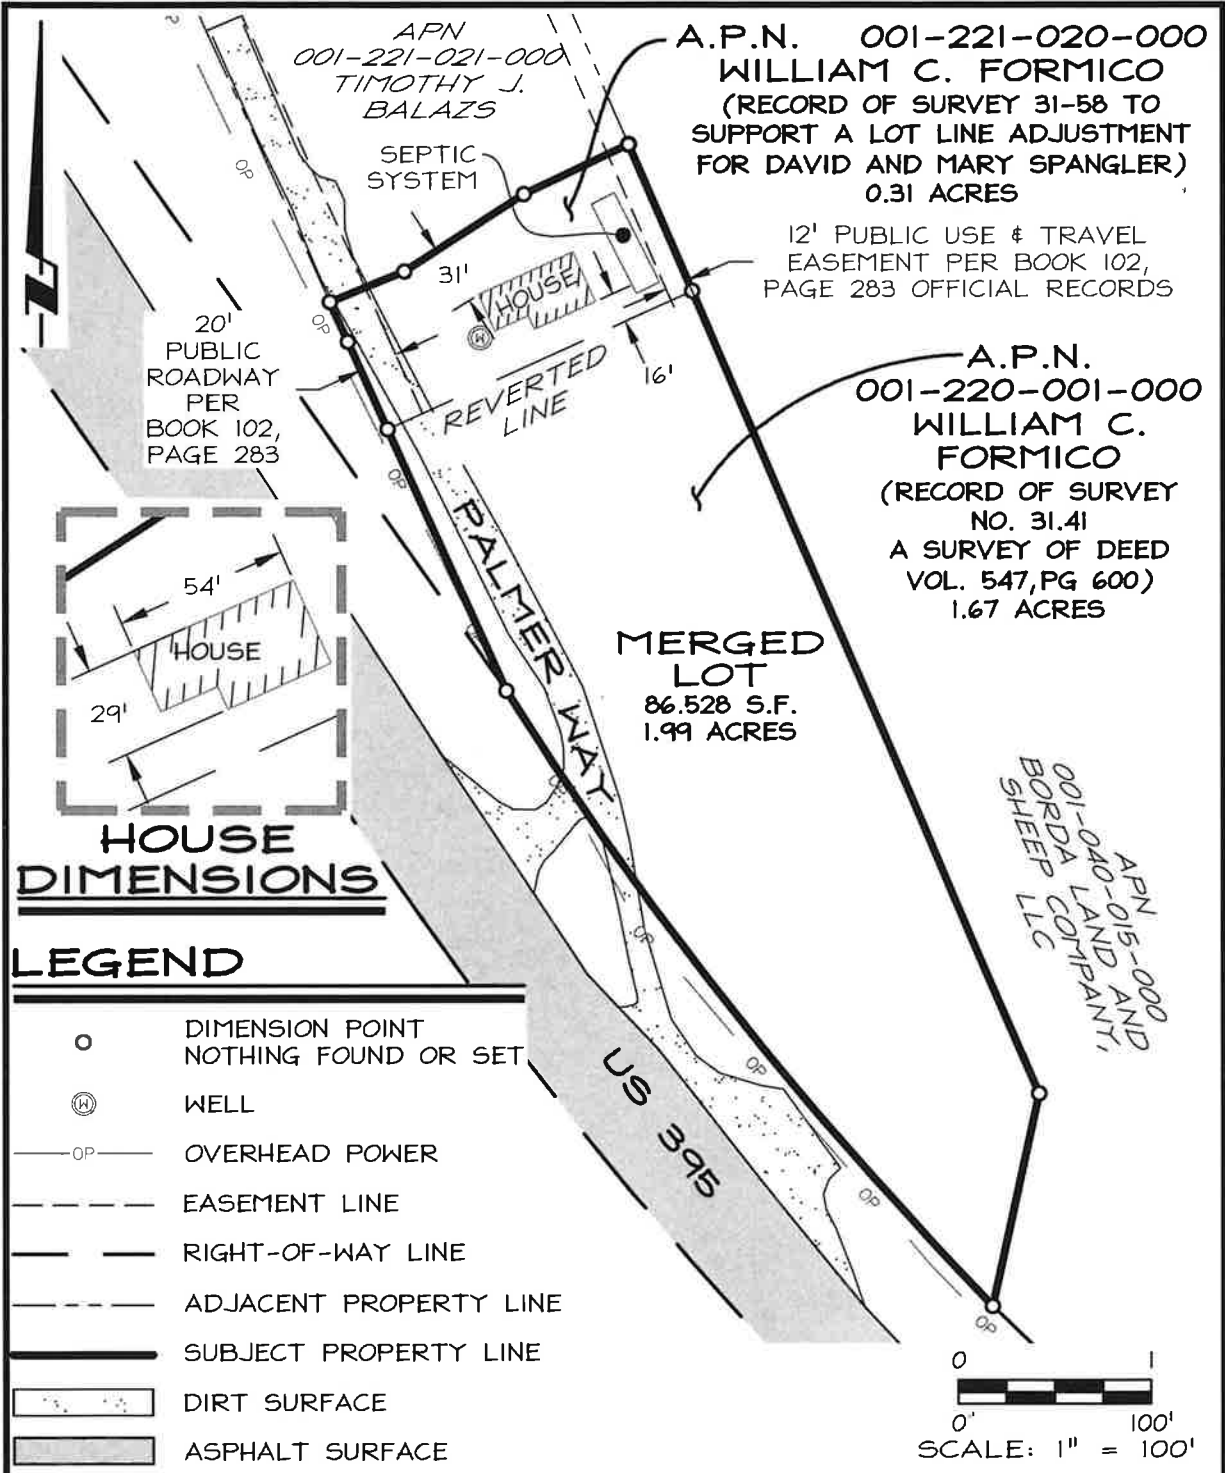 APN
001-221-021-000
TIMOTHY J.
BALAZS
A.P.N. 001-221-020-000
WILLIAM C. FORMICO
(RECORD OF SURVEY 31-58 TO
SUPPORT A LOT LINE ADJUSTMENT
FOR DAVID AND MARY SPANGLER)
0.31 ACRES
SEPTIC
SYSTEM
OP
12' PUBLIC USE & TRAVEL
EASEMENT PER BOOK 102,
PAGE 283 OFFICIAL RECORDS
31'
HOUSE
W
16'
REVERTED
LINE
OP
20'
PUBLIC
ROADWAY
PER
BOOK 102,
PAGE 283
A.P.N.
001-220-001-000
WILLIAM C.
FORMICO
(RECORD OF SURVEY
NO. 31.41
A SURVEY OF DEED
VOL. 547, PG 600)
1.67 ACRES
OP
PALMER WAY
54'
HOUSE
29'
HOUSE
DIMENSIONS
MERGED
LOT
86.528 S.F.
1.99 ACRES
APN
001-040-015-000
BORDA LAND AND
SHEEP COMPANY,
LLC
OP
OP
OP
OP
US 395
LEGEND
DIMENSION POINT
NOTHING FOUND OR SET
W WELL
OP OVERHEAD POWER
EASEMENT LINE
RIGHT-OF-WAY LINE
ADJACENT PROPERTY LINE
SUBJECT PROPERTY LINE
DIRT SURFACE
ASPHALT SURFACE
0 1
0' 100'
SCALE: 1" = 100'